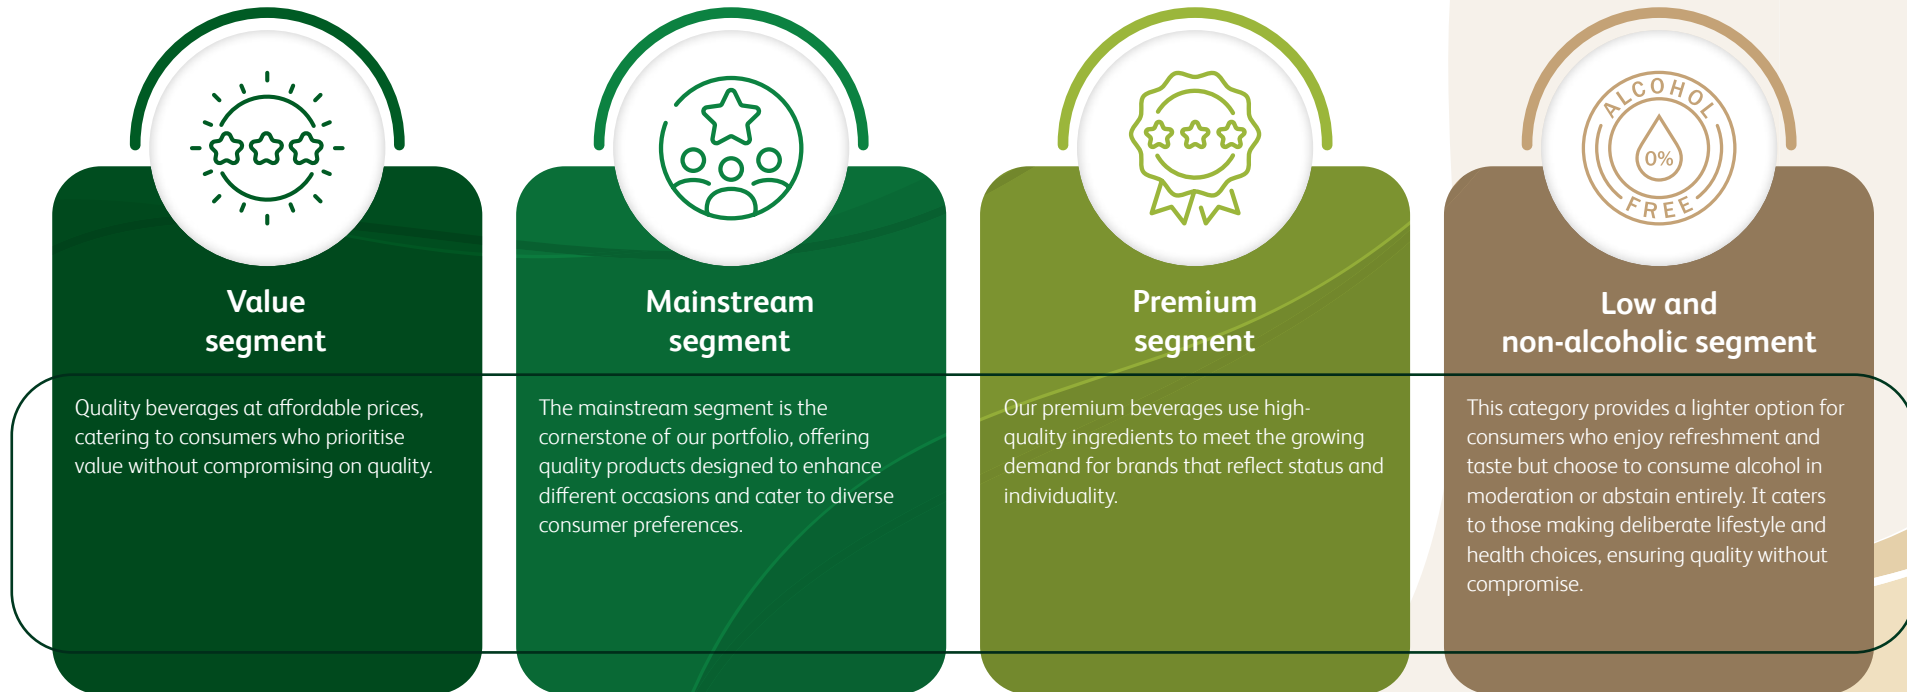 Value
segment
Quality beverages at affordable prices,
catering to consumers who prioritise
value without compromising on quality.
Mainstream
segment
The mainstream segment is the
cornerstone of our portfolio, offering
quality products designed to enhance
different occasions and cater to diverse
consumer preferences.
Premium
segment
Our premium beverages use high-
quality ingredients to meet the growing
demand for brands that reflect status and
individuality.
ALCOHOL
0%
FREE
Low and
non-alcoholic segment
This category provides a lighter option for
consumers who enjoy refreshment and
taste but choose to consume alcohol in
moderation or abstain entirely. It caters
to those making deliberate lifestyle and
health choices, ensuring quality without
compromise.